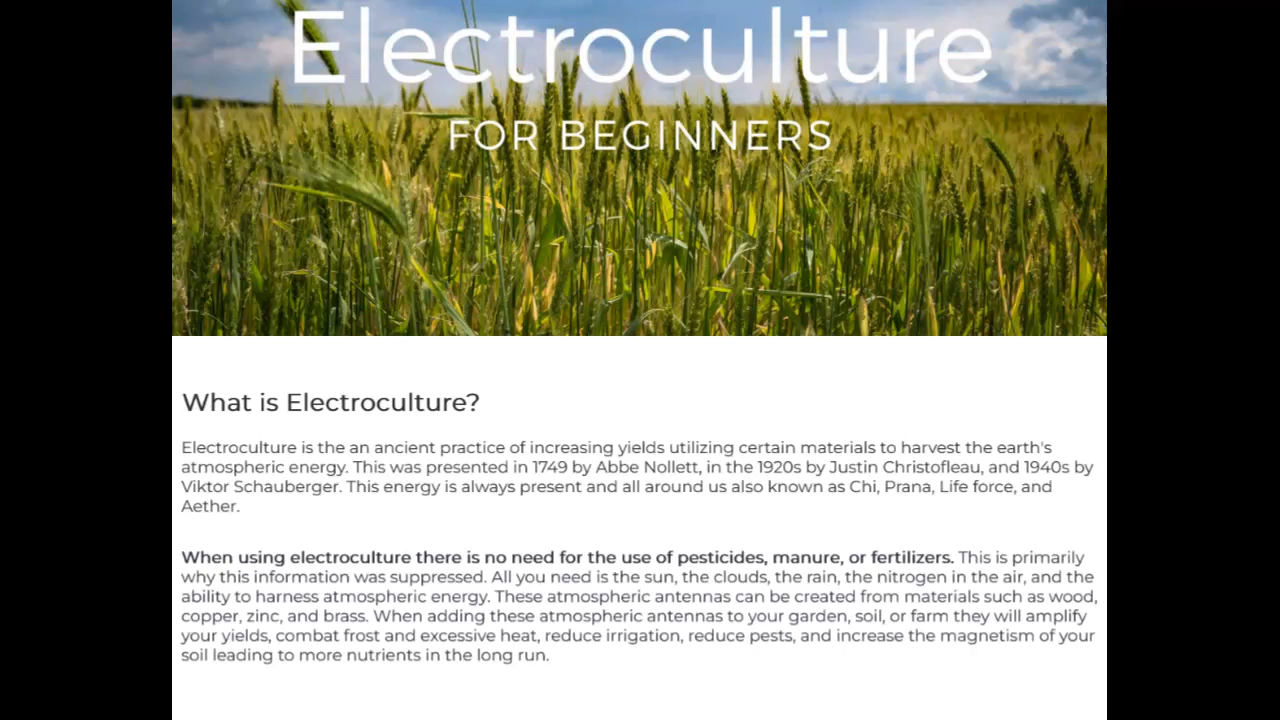 Electroculture
FOR BEGINNERS
What is Electroculture?
Electroculture is the an ancient practice of increasing yields utilizing certain materials to harvest the earth's
atmospheric energy. This was presented in 1749 by Abbe Nollett, in the 1920s by Justin Christofleau, and 1940s by
Viktor Schauberger. This energy is always present and all around us also known as Chi, Prana, Life force, and
Aether.
When using electroculture there is no need for the use of pesticides, manure, or fertilizers. This is primarily
why this information was suppressed. All you need is the sun, the clouds, the rain, the nitrogen in the air, and the
ability to harness atmospheric energy. These atmospheric antennas can be created from materials such as wood,
copper, zinc, and brass. When adding these atmospheric antennas to your garden, soil, or farm they will amplify
your yields, combat frost and excessive heat, reduce irrigation, reduce pests, and increase the magnetism of your
soil leading to more nutrients in the long run.